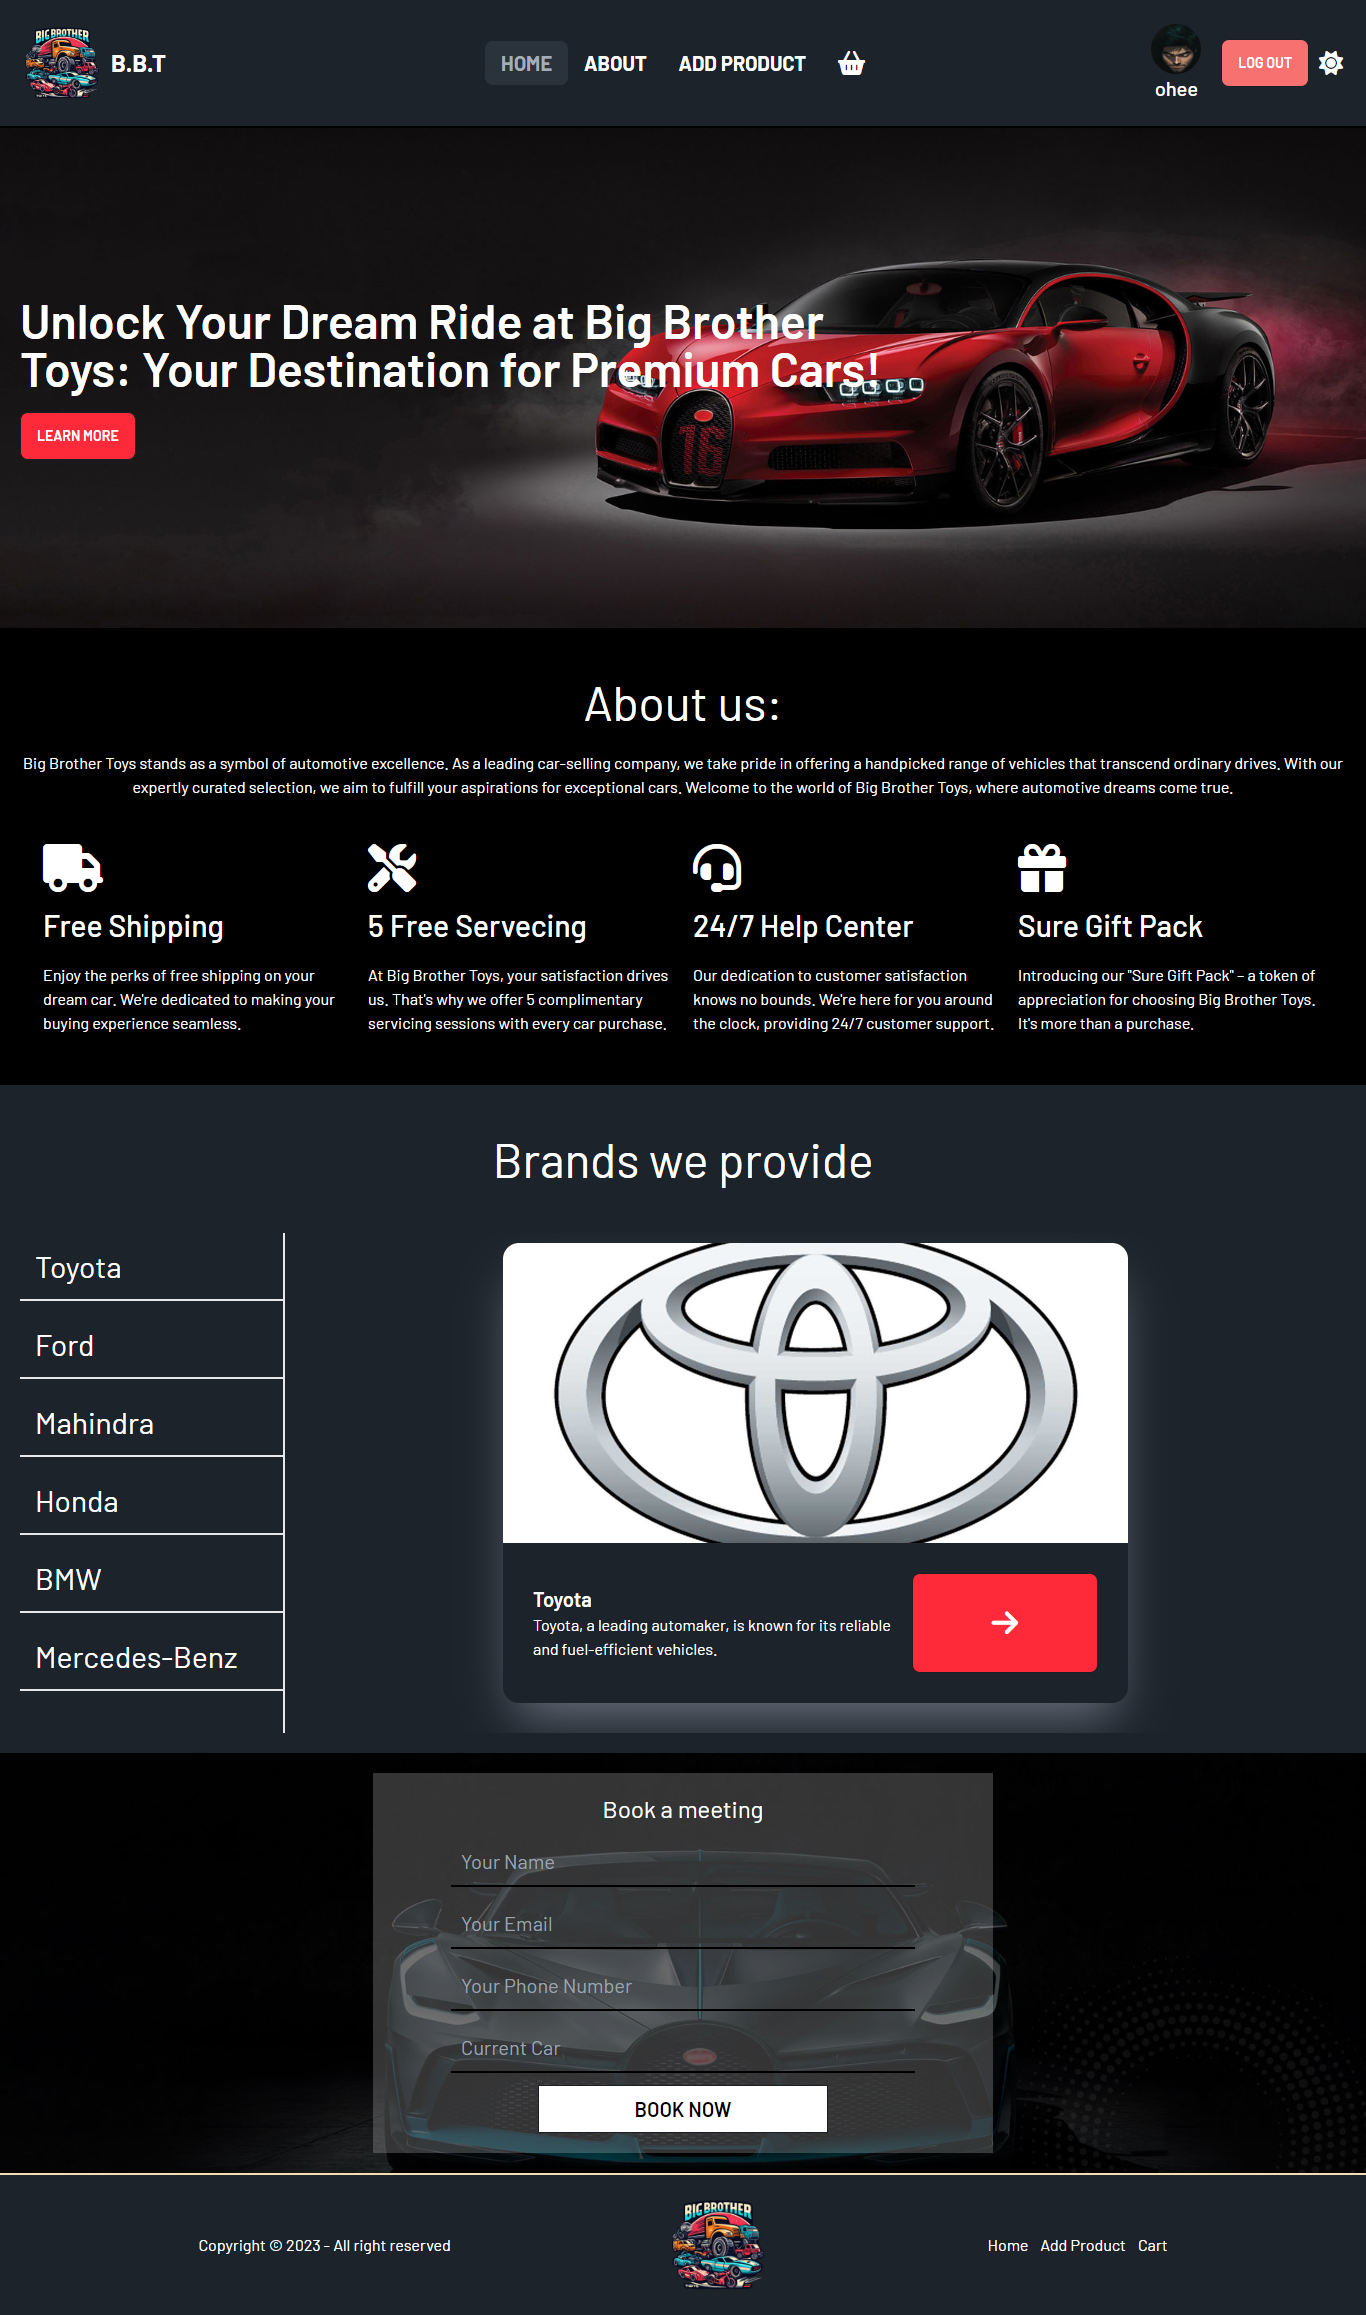 BIG BROTHER
B.B.T
HOME
ABOUT
ADD PRODUCT
ohee
LOG OUT
Unlock Your Dream Ride at Big Brother
Toys: Your Destination for Premium Cars!
LEARN MORE
16
About us:
Big Brother Toys stands as a symbol of automotive excellence. As a leading car-selling company, we take pride in offering a handpicked range of vehicles that transcend ordinary drives. With our
expertly curated selection, we aim to fulfill your aspirations for exceptional cars. Welcome to the world of Big Brother Toys, where automotive dreams come true.
Free Shipping
Enjoy the perks of free shipping on your
dream car. We're dedicated to making your
buying experience seamless.
5 Free Servecing
At Big Brother Toys, your satisfaction drives
us. That's why we offer 5 complimentary
servicing sessions with every car purchase.
24/7 Help Center
Our dedication to customer satisfaction
knows no bounds. We're here for you around
the clock, providing 24/7 customer support.
Sure Gift Pack
Introducing our "Sure Gift Pack" – a token of
appreciation for choosing Big Brother Toys.
It's more than a purchase.
Brands we provide
Toyota
Ford
Mahindra
Honda
BMW
Mercedes-Benz
Toyota
Toyota, a leading automaker, is known for its reliable
and fuel-efficient vehicles.
Book a meeting
Your Name
Your Email
Your Phone Number
Current Car
BOOK NOW
Copyright © 2023 - All right reserved
BIG BROTHER
Home
Add Product
Cart